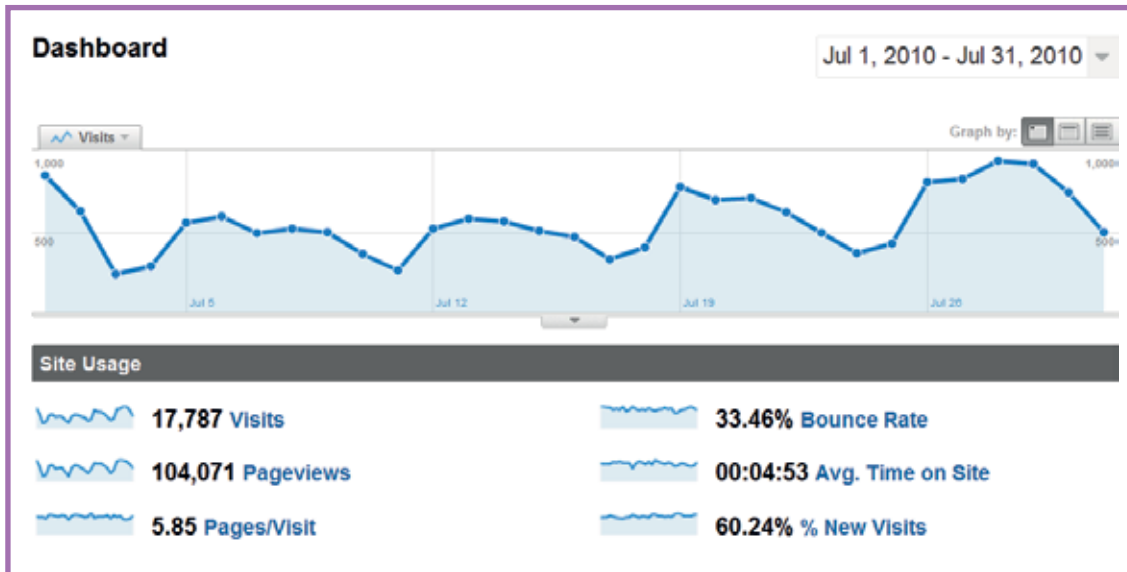 Dashboard
Jul 1, 2010 - Jul 31, 2010
Visits
Graph by:
1,000
1,000
500
500
Jul 5
Jul 12
Jul 19
Jul 26
Site Usage
17,787 Visits
33.46% Bounce Rate
104,071 Pageviews
00:04:53 Avg. Time on Site
5.85 Pages/Visit
60.24% % New Visits